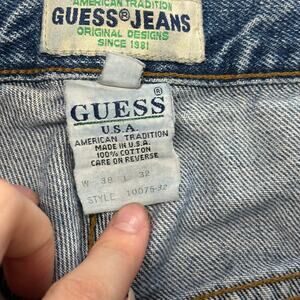 AMERICAN TRADITION
GUESS®JEANS
ORIGINAL DESIGNS
SINCE 1981
GUESS®
U.S.A.
AMERICAN TRADITION
MADE IN U.S.A.
100% COTTON
CARE ON REVERSE
W 38 L 32
STYLE 10075-32